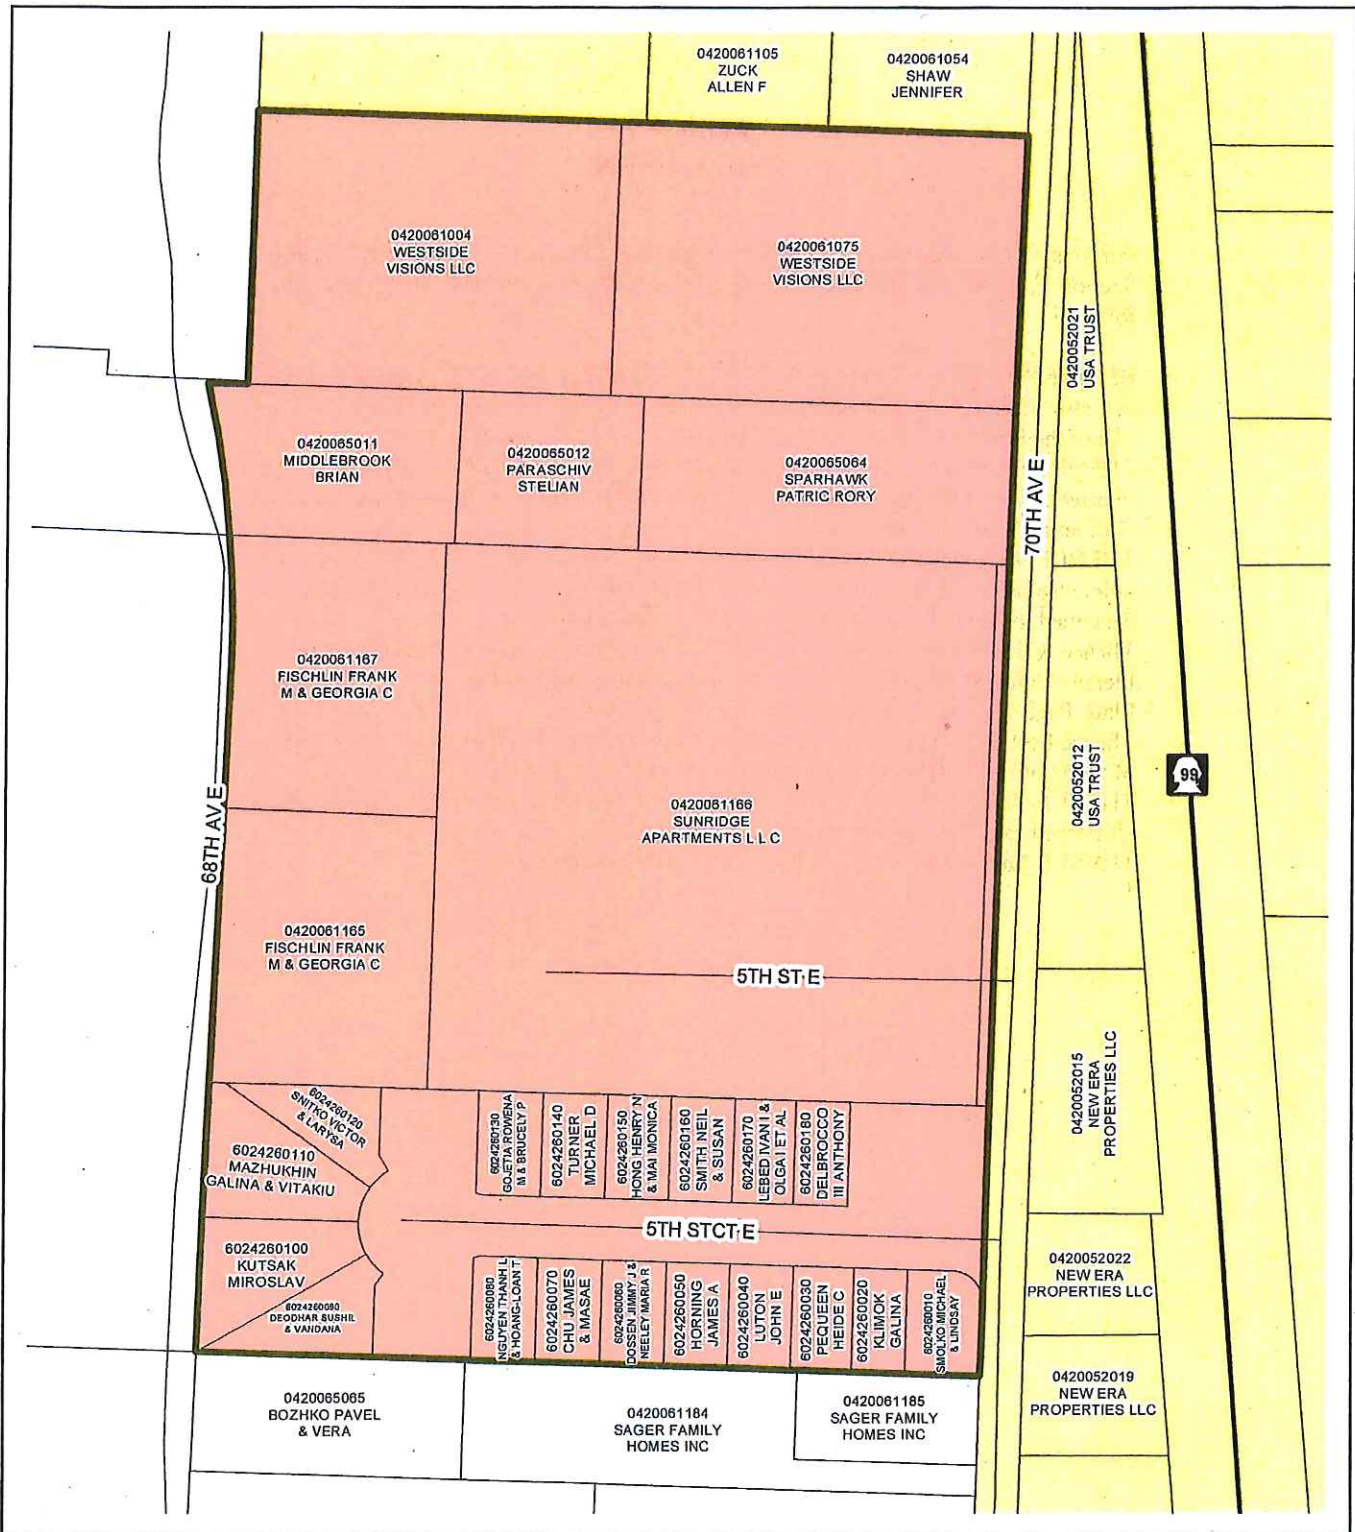 0420061105
ZUCK
ALLEN F
0420061054
SHAW
JENNIFER
0420061004
WESTSIDE
VISIONS LLC
0420061075
WESTSIDE
VISIONS LLC
0420052021
USA TRUST
0420065011
MIDDLEBROOK
BRIAN
0420065012
PARASCHIV
STELIAN
0420065064
SPARHAWK
PATRIC RORY
70TH AV E
0420061167
FISCHLIN FRANK
M & GEORGIA C
0420061166
SUNRIDGE
APARTMENTS L L C
0420052012
USA TRUST
99
68TH AV E
0420061165
FISCHLIN FRANK
M & GEORGIA C
5TH ST E
0420052015
NEW ERA
PROPERTIES LLC
6024260120
SNITKO VICTOR
& LARYSA
6024260110
MAZHUKHIN
GALINA & VITAKIU
6024260130
GOJETIA ROWENA
M & BRUCELY P
6024260140
TURNER
MICHAEL D
6024260150
HONG HENRY N
& MAI MONICA
6024260160
SMITH NEIL
& SUSAN
6024260170
LEBED IVAN I &
OLGA I ET AL
6024260180
DELBROCCO
III ANTHONY
5TH STCT E
6024260100
KUTSAK
MIROSLAV
6024260090
DEODHAR SUSHIL
& VANDANA
6024260080
NGUYEN THANH L
& HOANG-LOAN T
6024260070
CHU JAMES
& MASAE
6024260060
DOSSEN JIMMY J &
NEELEY MARIA R
6024260050
HORNING
JAMES A
6024260040
LUTON
JOHN E
6024260030
PEQUEEN
HEIDE C
6024260020
KLIMOK
GALINA
6024260010
SMOLKO MICHAEL
& LINDSAY
0420052022
NEW ERA
PROPERTIES LLC
0420052019
NEW ERA
PROPERTIES LLC
0420065065
BOZHKO PAVEL
& VERA
0420061184
SAGER FAMILY
HOMES INC
0420061185
SAGER FAMILY
HOMES INC